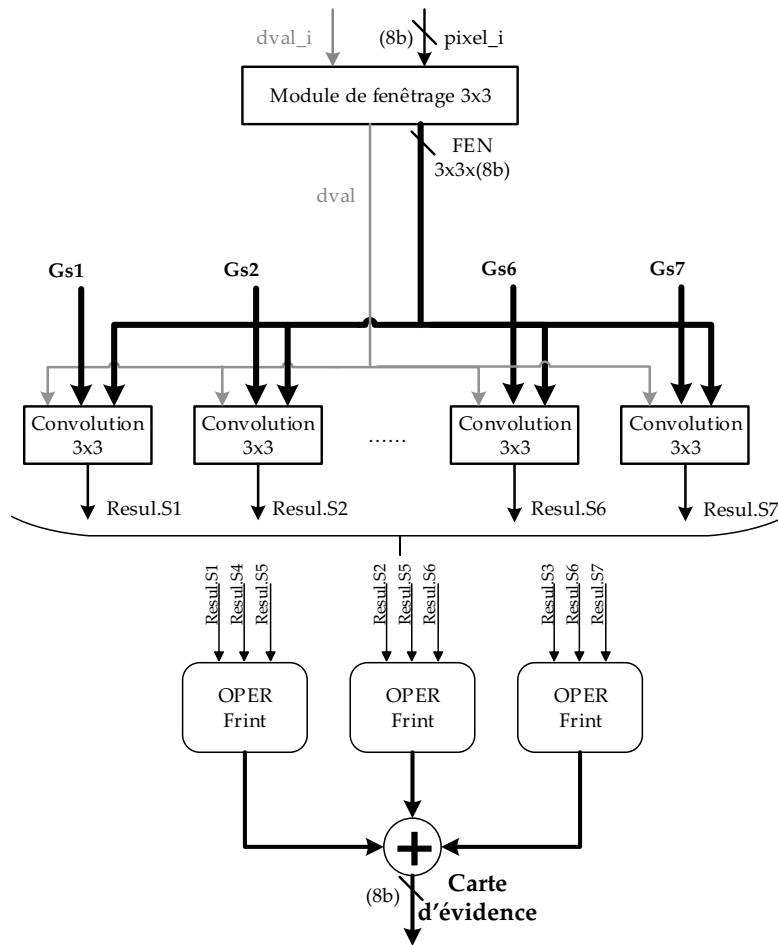 dval_i
(8b)
pixel_i
Module de fenêtrage 3x3
FEN
3x3x(8b)
dval
Gs1
Gs2
Gs6
Gs7
Convolution
3x3
Convolution
3x3
......
Convolution
3x3
Convolution
3x3
Resul.S1
Resul.S2
Resul.S6
Resul.S7
Resul.S1
Resul.S4
Resul.S5
Resul.S2
Resul.S5
Resul.S6
Resul.S3
Resul.S6
Resul.S7
OPER
Frint
OPER
Frint
OPER
Frint
+
(8b)
Carte
d'évidence